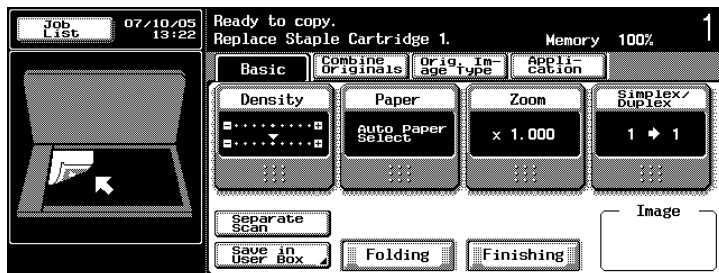 Job
List
07/10/05
13:22
Ready to copy.
Replace Staple Cartridge 1.
Memory 100%
1
Basic
Combine
Originals
Orig. Im-
age Type
Appli-
cation
Density
Paper
Zoom
Simplex/
Duplex
Auto Paper
Select
× 1.000
1 ➔ 1
Separate
Scan
Save in
User Box
Folding
Finishing
Image